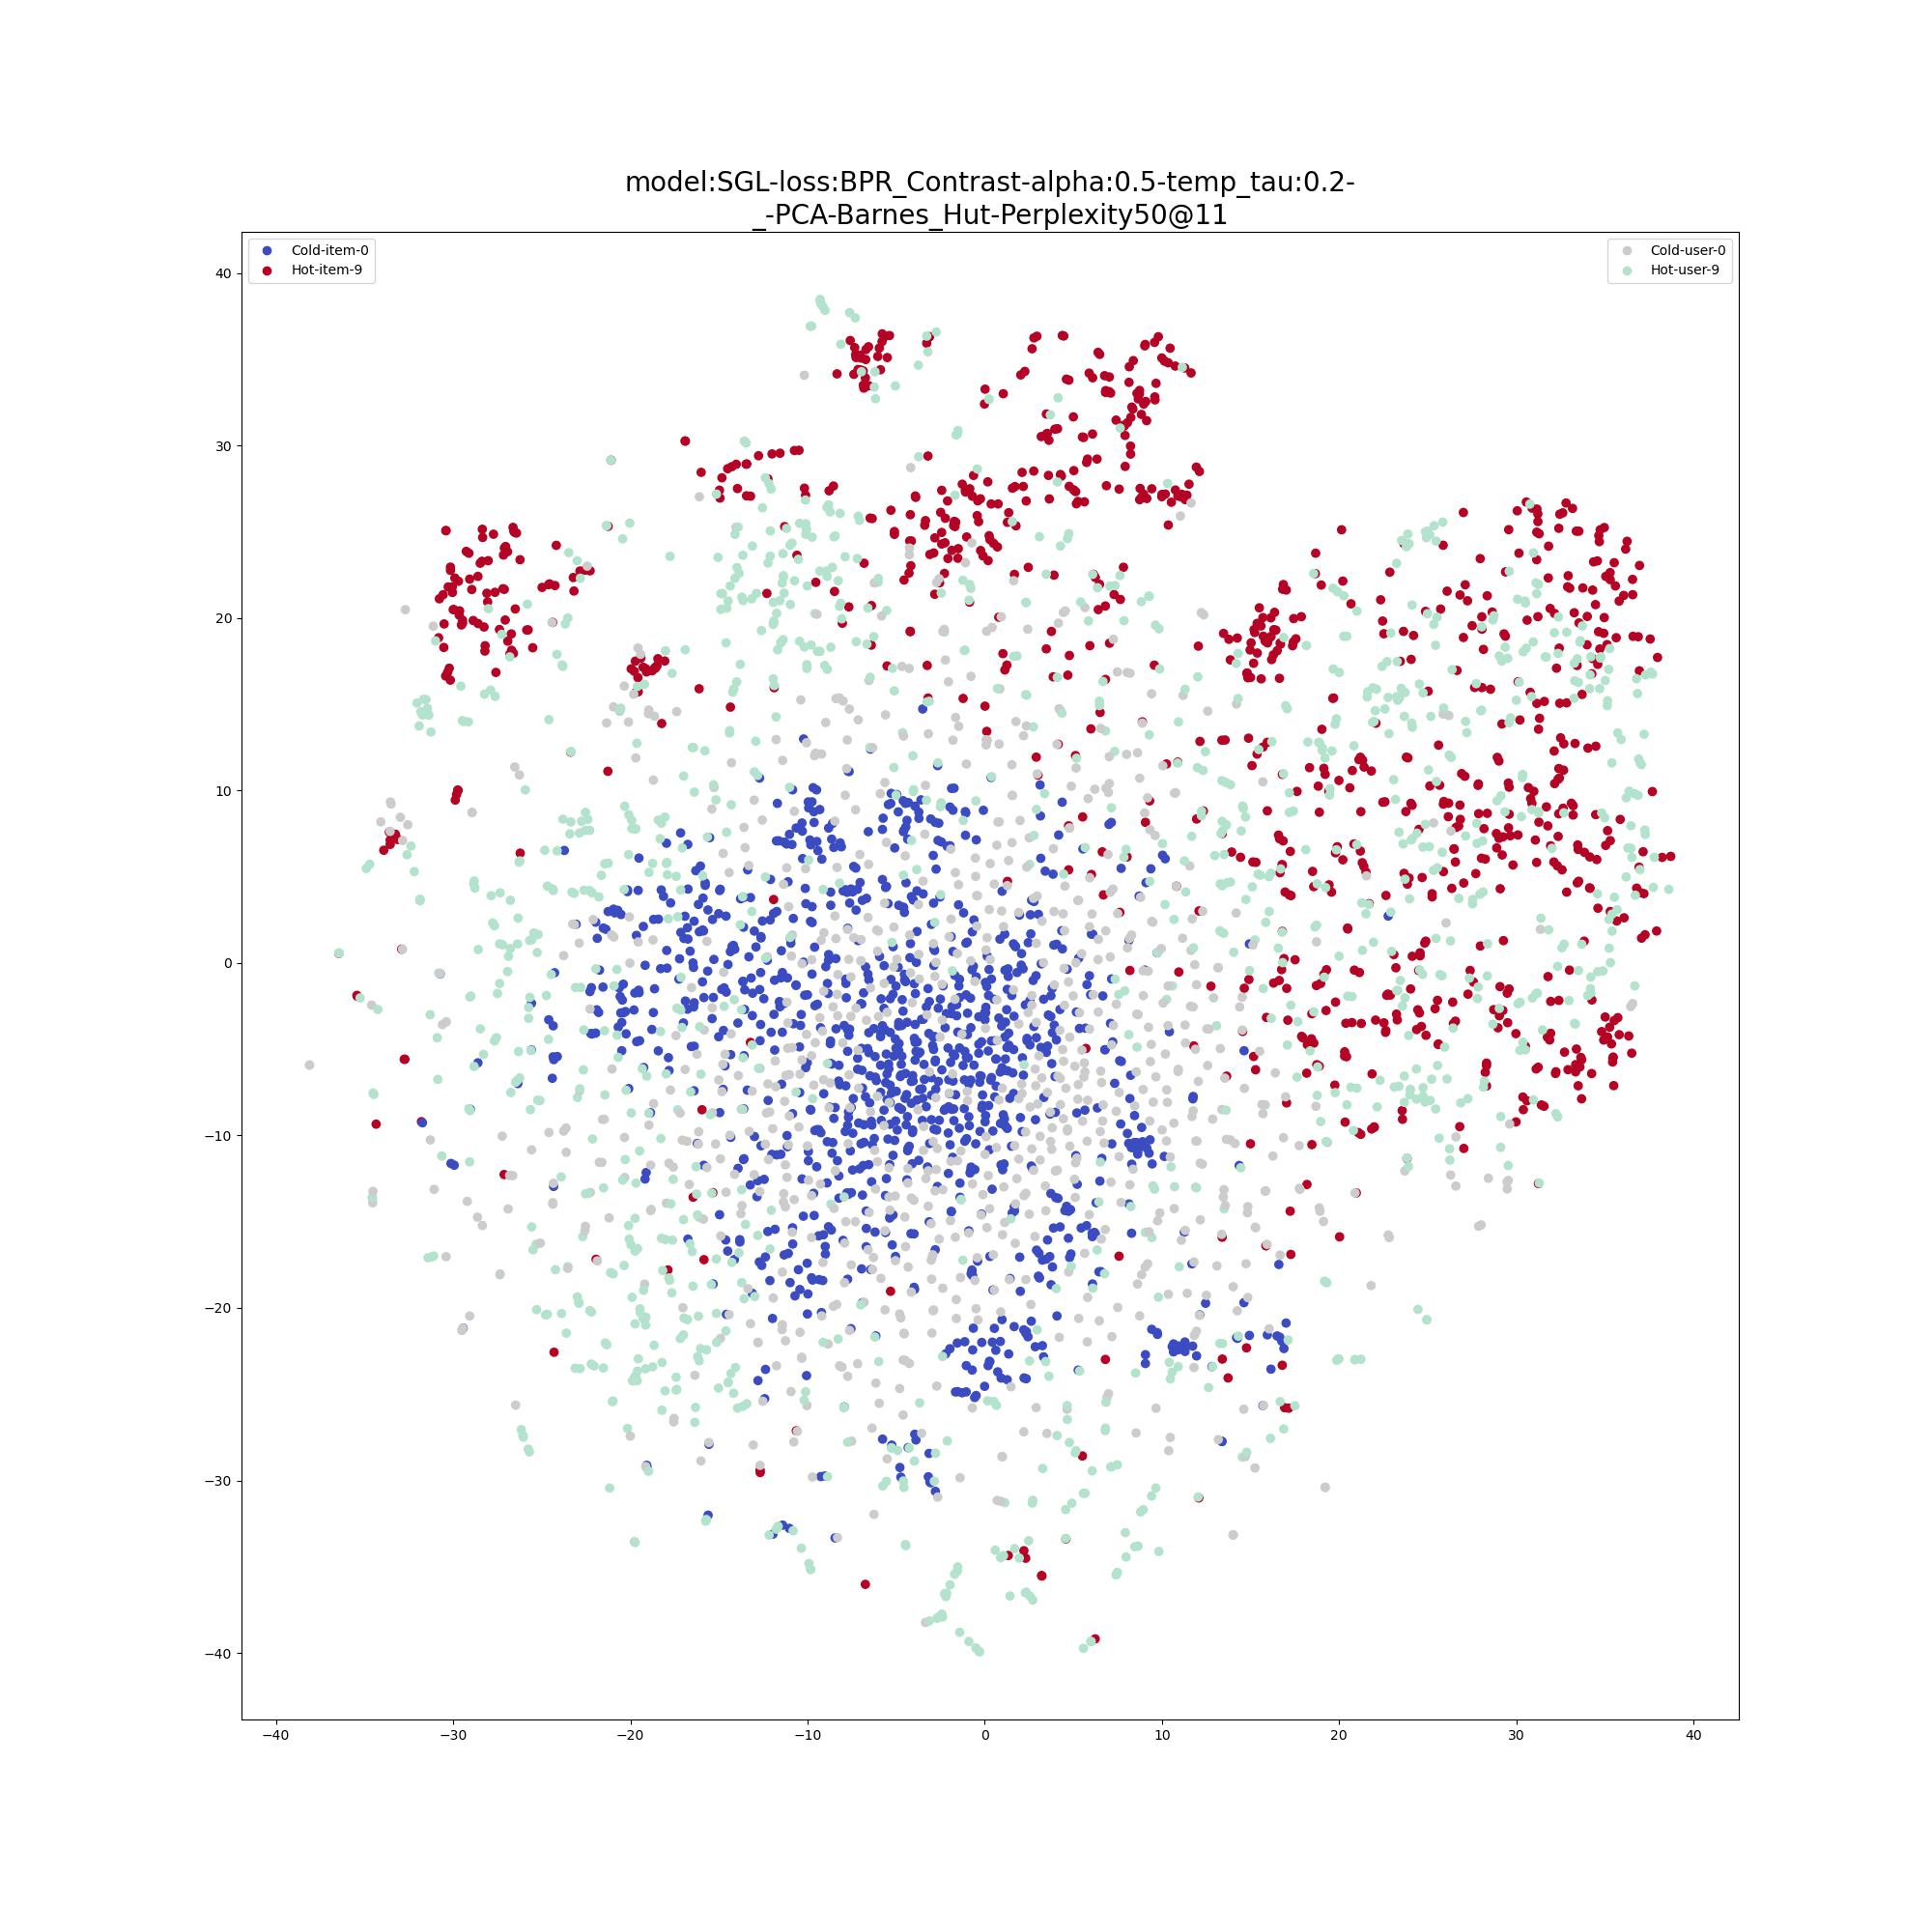 model:SGL-loss:BPR_Contrast-alpha:0.5-temp_tau:0.2-
_-PCA-Barnes_Hut-Perplexity50@11
Cold-item-0
Hot-item-9
Cold-user-0
Hot-user-9
40
30
20
10
0
−10
−20
−30
−40
−40 −30 −20 −10 0 10 20 30 40